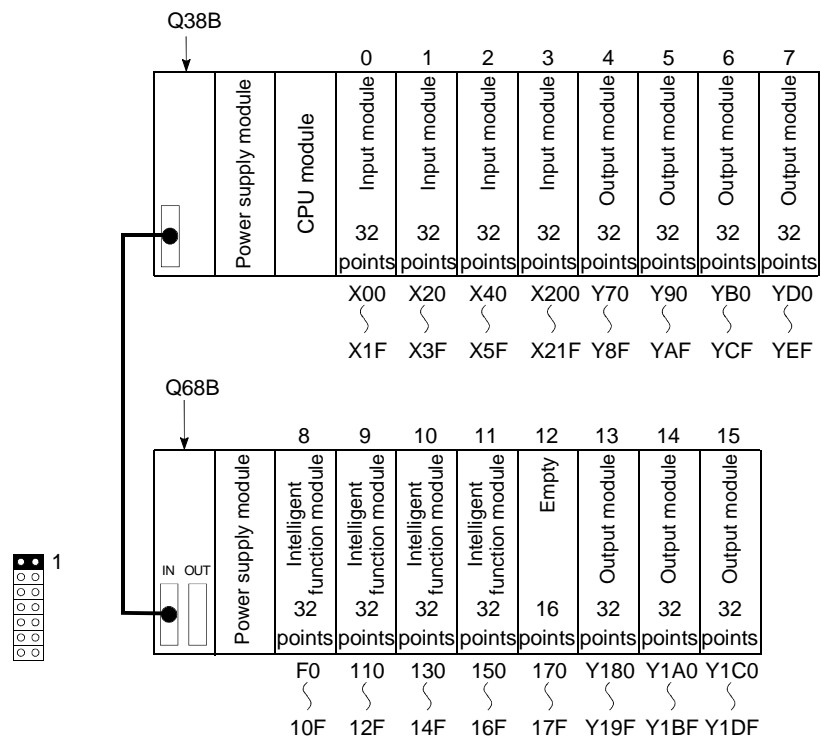 Q38B
0 1 2 3 4 5 6 7
Power supply module
CPU module
Input module
Input module
Input module
Input module
Output module
Output module
Output module
Output module
32 32 32 32 32 32 32 32
points points points points points points points points
X00 X20 X40 X200 Y70 Y90 YB0 YD0
X1F X3F X5F X21F Y8F YAF YCF YEF
Q68B
8 9 10 11 12 13 14 15
1
IN OUT
Power supply module
Intelligent
function module
Intelligent
function module
Intelligent
function module
Intelligent
function module
Empty
Output module
Output module
Output module
32 32 32 32 16 32 32 32
points points points points points points points points
F0 110 130 150 170 Y180 Y1A0 Y1C0
10F 12F 14F 16F 17F Y19F Y1BF Y1DF